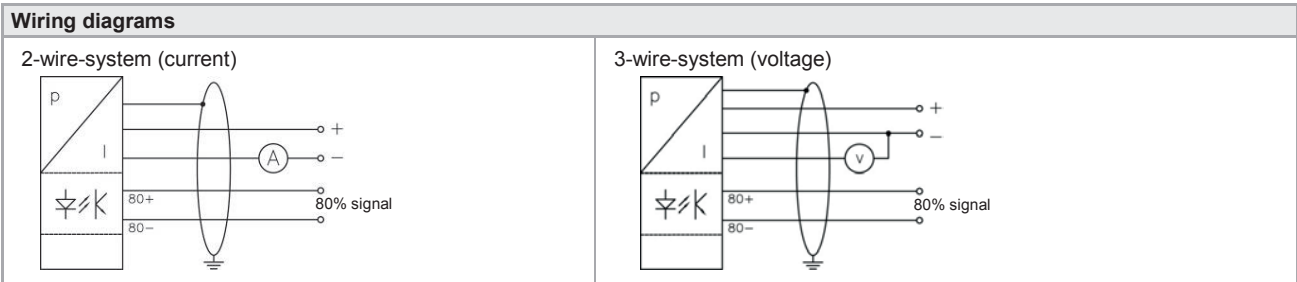 Wiring diagrams
2-wire-system (current)
p
I
+
A
−
80+
80% signal
80−
3-wire-system (voltage)
p
I
+
−
V
80+
80% signal
80−